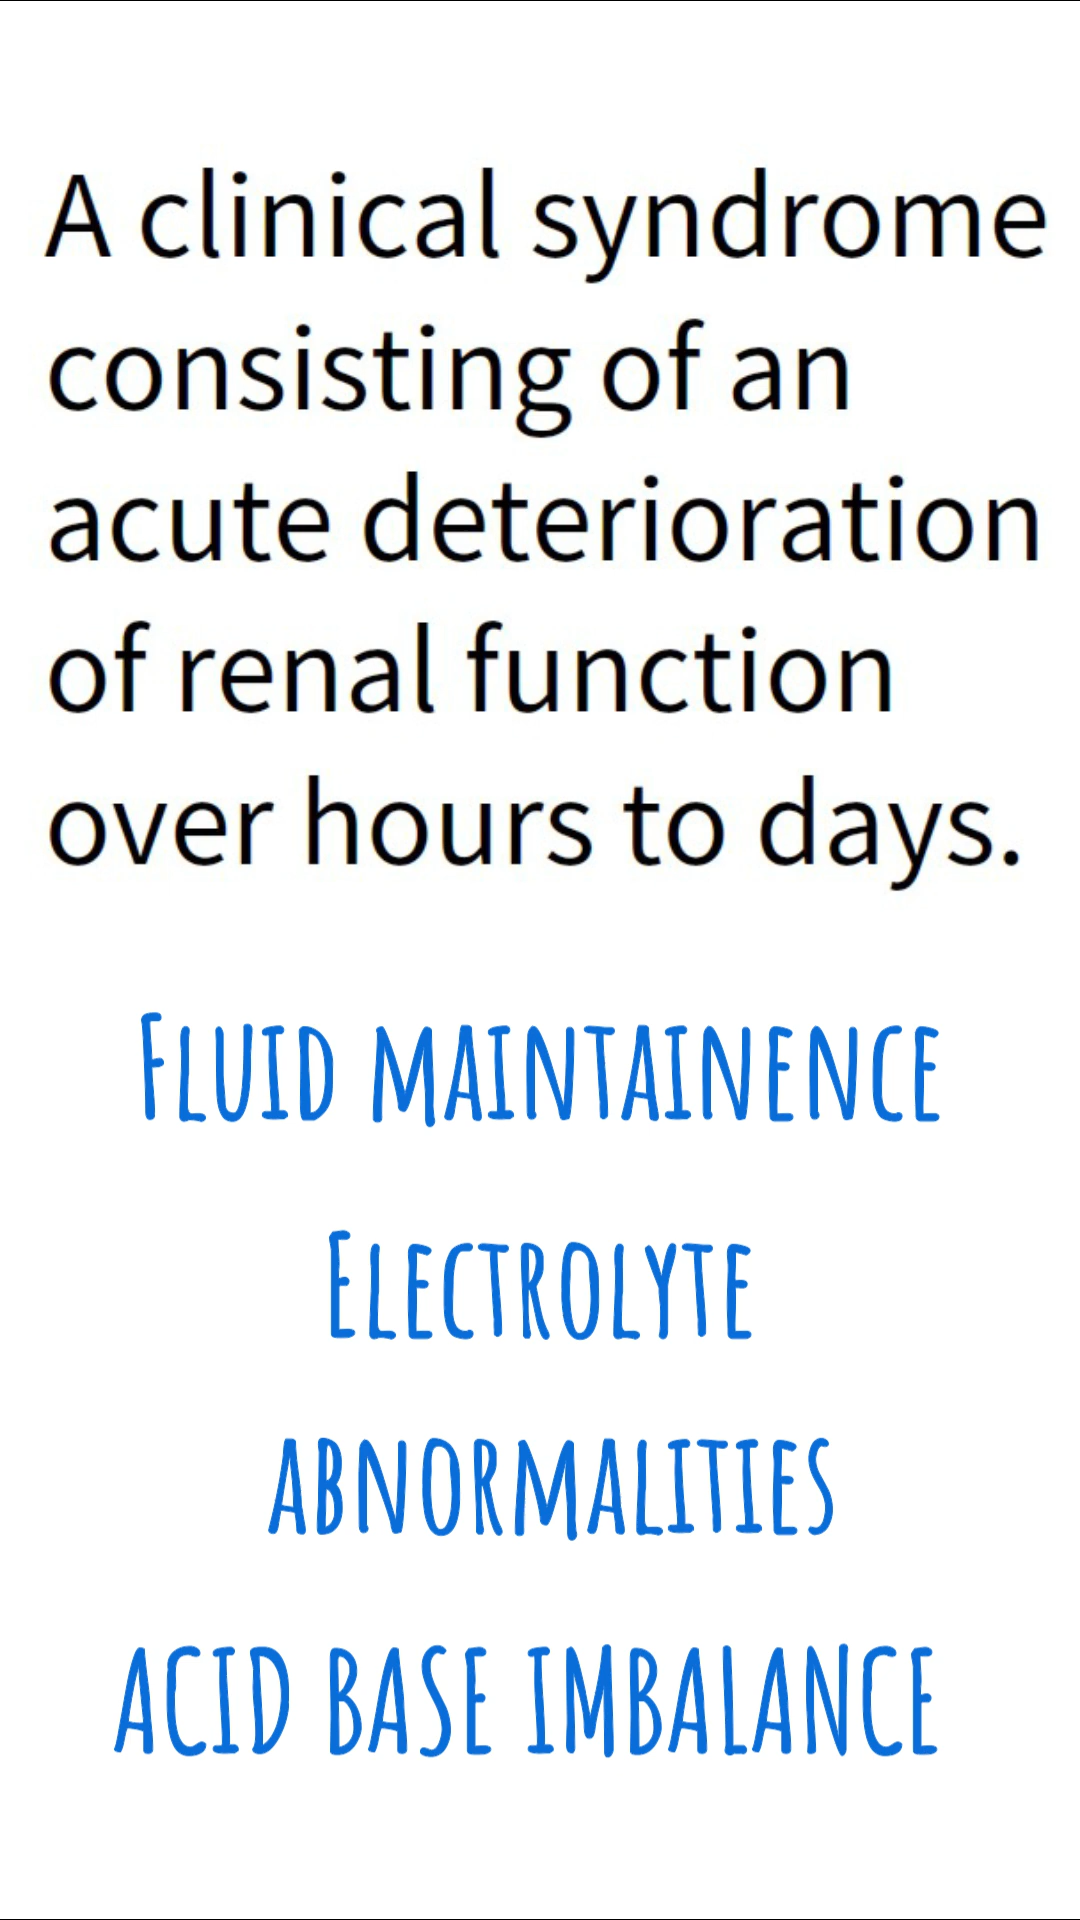 A clinical syndrome
consisting of an
acute deterioration
of renal function
over hours to days.
Fluid maintainence
Electrolyte
abnormalities
ACID BASE IMBALANCE